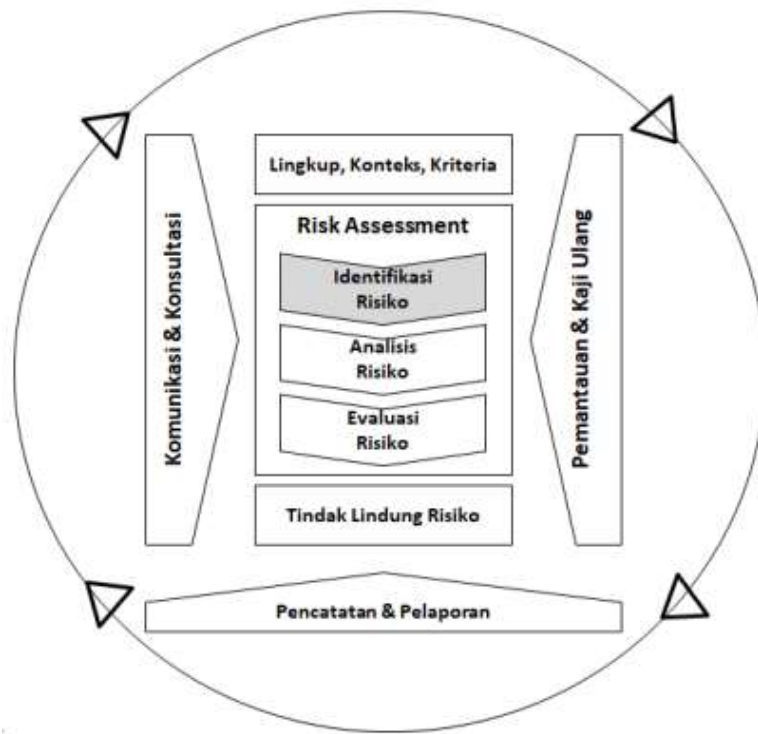 Lingkup, Konteks, Kriteria
Risk Assessment
Identifikasi
Risiko
Analisis
Risiko
Evaluasi
Risiko
Tindak Lindung Risiko
Komunikasi & Konsultasi
Pemantauan & Kaji Ulang
Pencatatan & Pelaporan